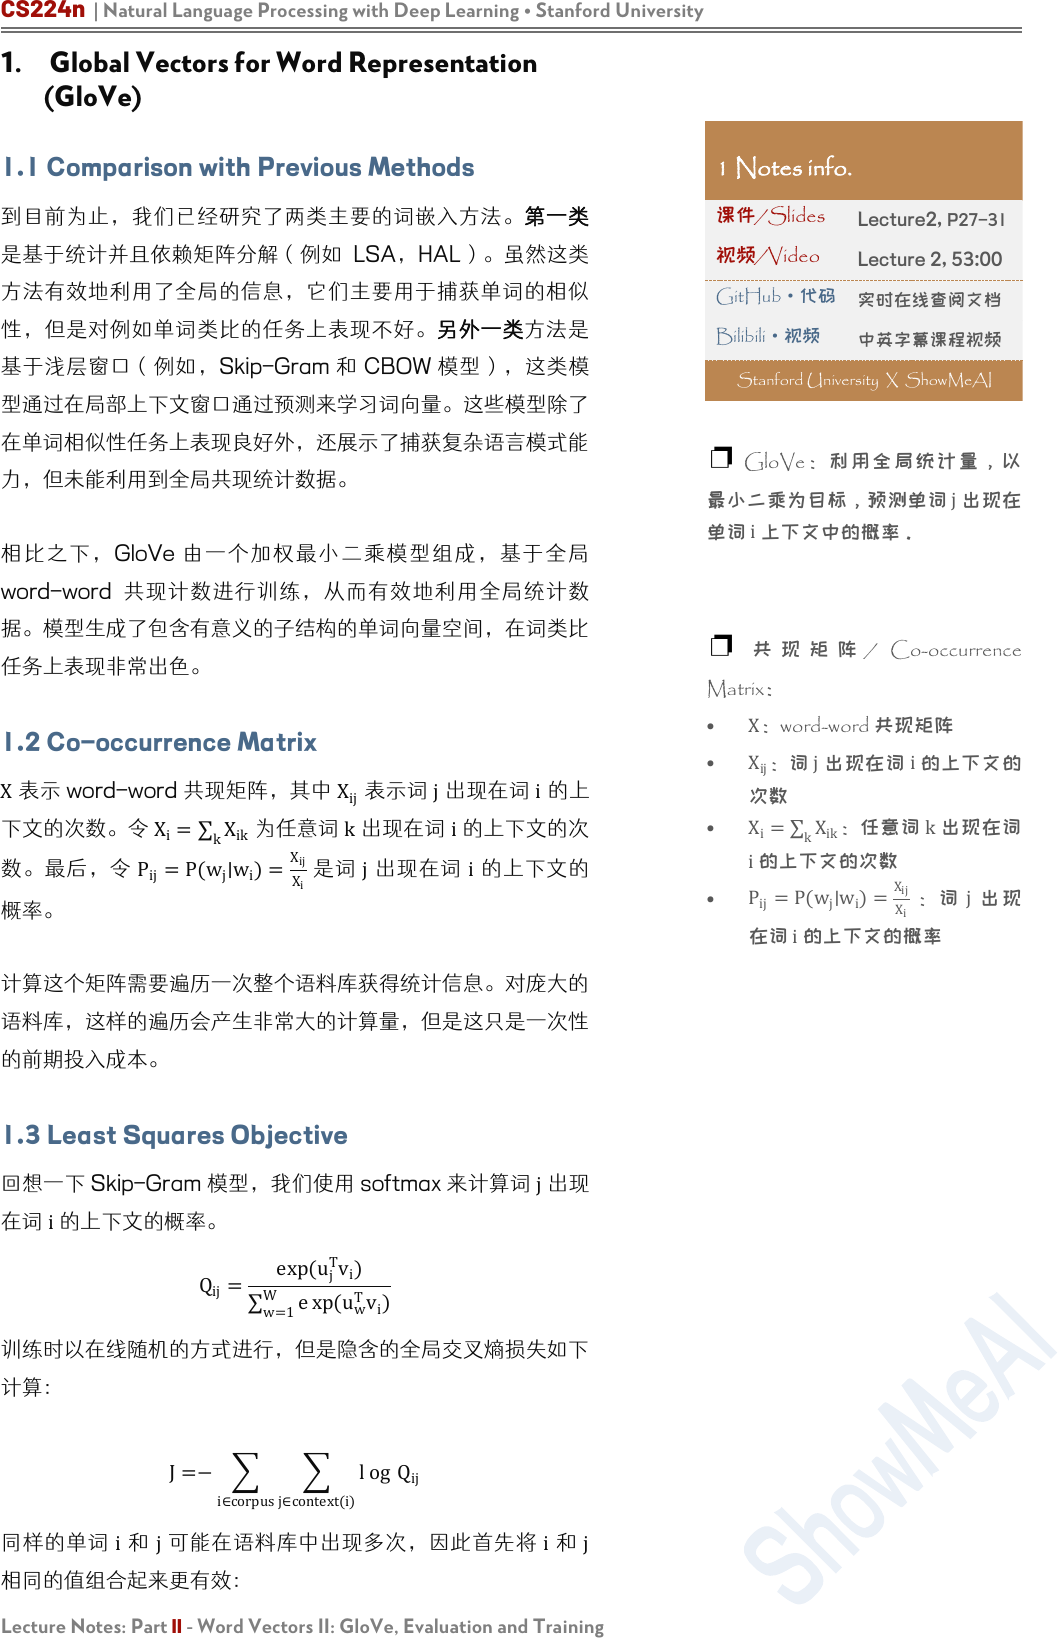 CS224n | Natural Language Processing with Deep Learning • Stanford University
1. Global Vectors for Word Representation
(GloVe)
1.1 Comparison with Previous Methods
到目前为止，我们已经研究了两类主要的词嵌入方法。第一类
是基于统计并且依赖矩阵分解（例如 LSA，HAL）。虽然这类
方法有效地利用了全局的信息，它们主要用于捕获单词的相似
性，但是对例如单词类比的任务上表现不好。另外一类方法是
基于浅层窗口（例如，Skip-Gram 和 CBOW 模型），这类模
型通过在局部上下文窗口通过预测来学习词向量。这些模型除了
在单词相似性任务上表现良好外，还展示了捕获复杂语言模式能
力，但未能利用到全局共现统计数据。
相比之下，GloVe 由一个加权最小二乘模型组成，基于全局
word-word 共现计数进行训练，从而有效地利用全局统计数
据。模型生成了包含有意义的子结构的单词向量空间，在词类比
任务上表现非常出色。
1.2 Co-occurrence Matrix
X 表示 word-word 共现矩阵，其中 X_ij 表示词 j 出现在词 i 的上
下文的次数。令 X_i = ∑_k X_ik 为任意词 k 出现在词 i 的上下文的次
数。最后，令 P_ij = P(w_j|w_i) = X_ij/X_i 是词 j 出现在词 i 的上下文的
概率。
计算这个矩阵需要遍历一次整个语料库获得统计信息。对庞大的
语料库，这样的遍历会产生非常大的计算量，但是这只是一次性
的前期投入成本。
1.3 Least Squares Objective
回想一下 Skip-Gram 模型，我们使用 softmax 来计算词 j 出现
在词 i 的上下文的概率。
Q_ij = exp(u_j^T v_i) / ∑_{w=1}^W e xp(u_w^T v_i)
训练时以在线随机的方式进行，但是隐含的全局交叉熵损失如下
计算：
J =− ∑_{i∈corpus} ∑_{j∈context(i)} l og Q_ij
同样的单词 i 和 j 可能在语料库中出现多次，因此首先将 i 和 j
相同的值组合起来更有效：
1 Notes info.
课件/Slides Lecture2, P27-31
视频/Video Lecture 2, 53:00
GitHub・代码 实时在线查阅文档
Bilibili・视频 中英字幕课程视频
Stanford University X ShowMeAI
❐ GloVe：利用全局统计量，以
最小二乘为目标，预测单词 j 出现在
单词 i 上下文中的概率．
❐ 共现矩阵/ Co-occurrence
Matrix：
• X：word-word 共现矩阵
• X_ij：词 j 出现在词 i 的上下文的
次数
• X_i = ∑_k X_ik：任意词 k 出现在词
i 的上下文的次数
• P_ij = P(w_j|w_i) = X_ij/X_i ：词 j 出现
在词 i 的上下文的概率
ShowMeAI
Lecture Notes: Part II - Word Vectors II: GloVe, Evaluation and Training